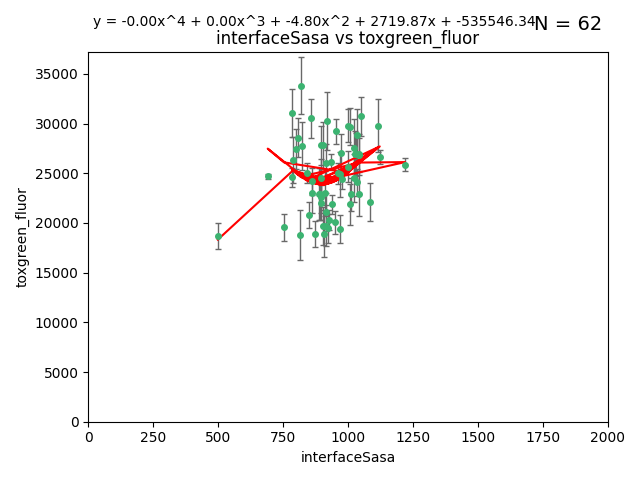 y = -0.00x^4 + 0.00x^3 + -4.80x^2 + 2719.87x + -535546.34
N = 62
interfaceSasa vs toxgreen_fluor
35000
30000
25000
20000
15000
10000
5000
0
toxgreen_fluor
0 250 500 750 1000 1250 1500 1750 2000
interfaceSasa